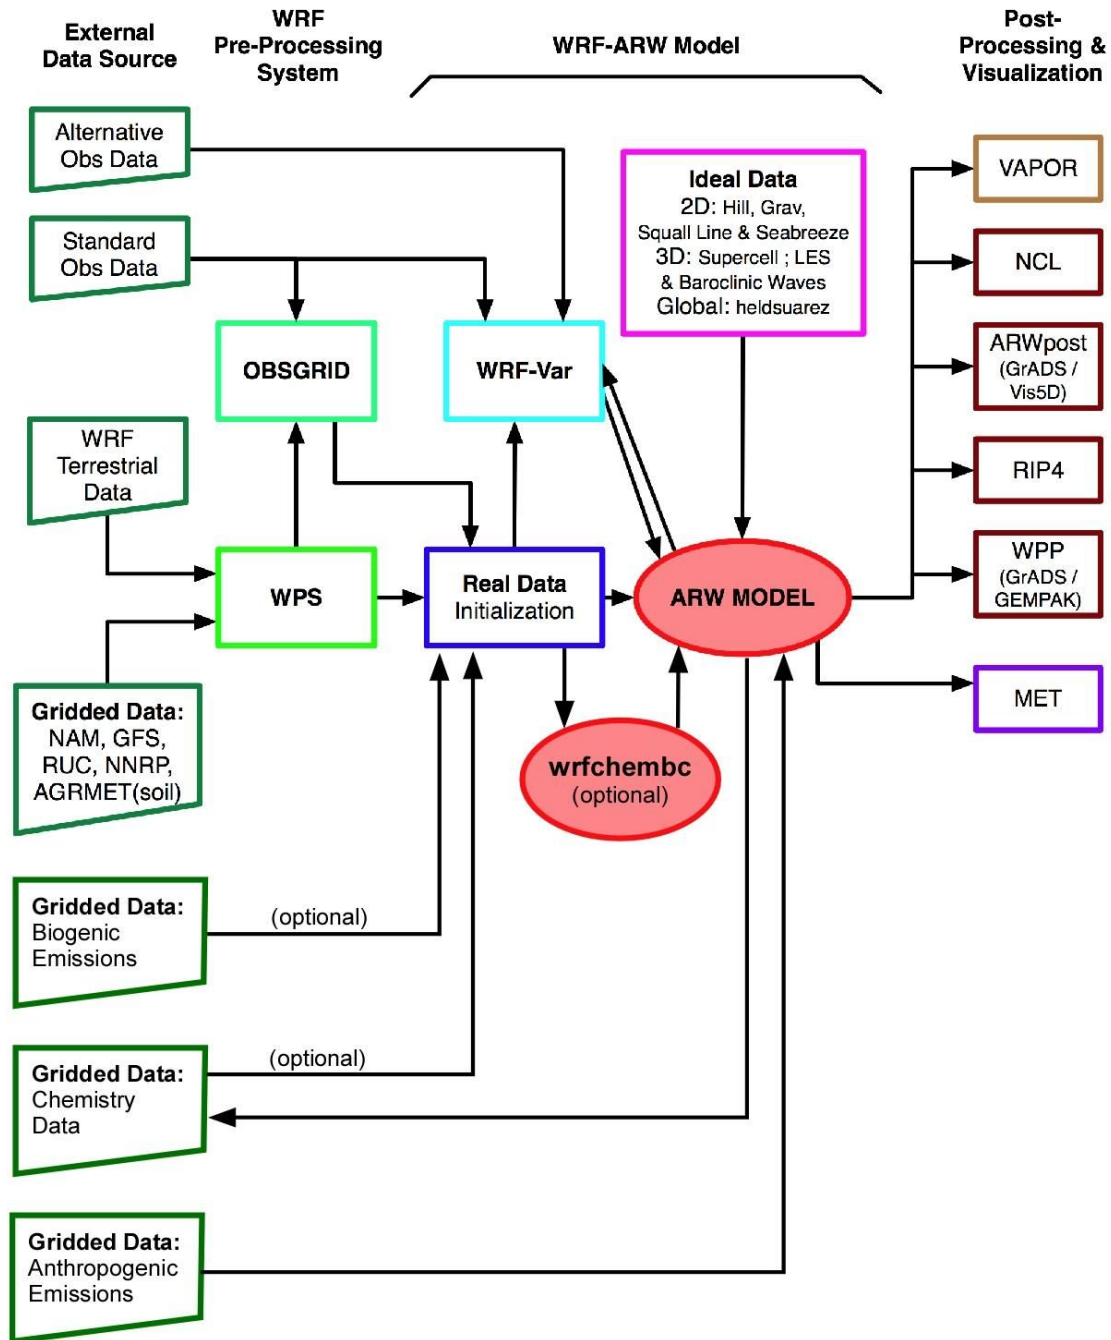 External
Data Source
WRF
Pre-Processing
System
WRF-ARW Model
Post-
Processing &
Visualization
Alternative
Obs Data
Standard
Obs Data
WRF
Terrestrial
Data
Gridded Data:
NAM, GFS,
RUC, NNRP,
AGRMET(soil)
Gridded Data:
Biogenic
Emissions
(optional)
Gridded Data:
Chemistry
Data
(optional)
Gridded Data:
Anthropogenic
Emissions
OBSGRID
WPS
WRF-Var
Real Data
Initialization
wrfchembc
(optional)
Ideal Data
2D: Hill, Grav,
Squall Line & Seabreeze
3D: Supercell ; LES
& Baroclinic Waves
Global: heldsuarez
ARW MODEL
VAPOR
NCL
ARWpost
(GrADS /
Vis5D)
RIP4
WPP
(GrADS /
GEMPAK)
MET